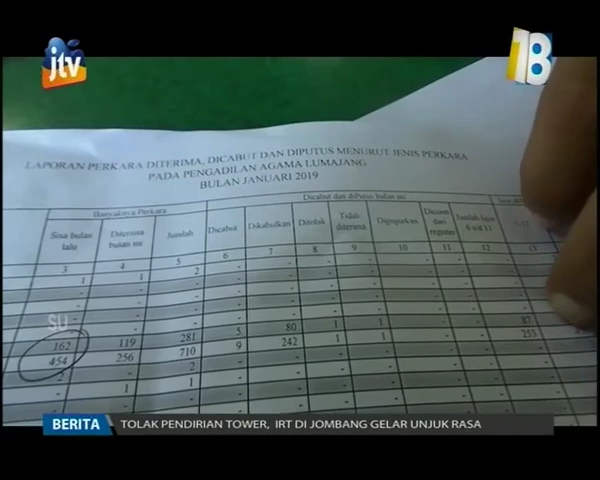 jtv
B
LAPORAN PERKARA DITERIMA, DICABUT DAN DIPUTUS MENURUT JENIS PERKARA
PADA PENGADILAN AGAMA LUMAJANG
BULAN JANUARI 2019
Banyaknya Perkara
Dicabut dan diPutus bulan ini
Sisa bulan lalu
Diterima bulan ini
Jumlah
Dicabut
Dikabulkan
Ditolak
Tidak diterima
Digugurkan
Dicoret dari register
Jumlah lajur 6 s/d 11
3 4 5 6 7 8 9 10 11 12 13
1 1 2
SU
162 119 281 5 80 1 1 - - 87
454 256 710 9 242 1 1 - - 253
2 - 2
- 1 1
BERITA TOLAK PENDIRIAN TOWER, IRT DI JOMBANG GELAR UNJUK RASA